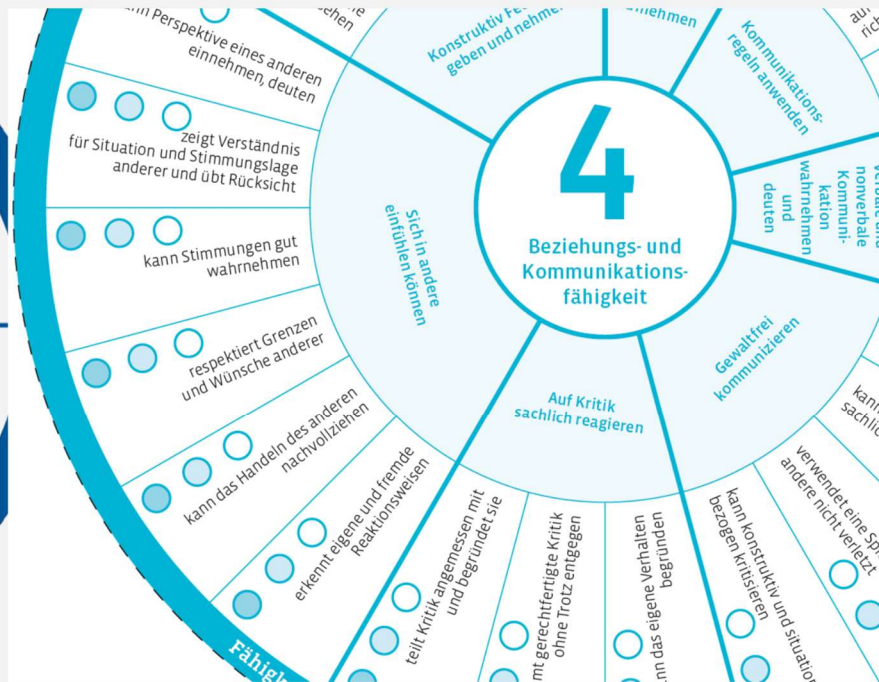 4
Beziehungs- und
Kommunikations-
fähigkeit
Konstruktiv
geben und
Kommunikations-
regeln anwenden
nonverbale
Kommuni-
kation
wahrnehmen
und
deuten
Gewaltfrei
kommunizieren
Auf Kritik
sachlich reagieren
Sich in andere
einfühlen können
Perspektive eines anderen
einnehmen, deuten
zeigt Verständnis
für Situation und Stimmungslage
anderer und übt Rücksicht
kann Stimmungen gut
wahrnehmen
respektiert Grenzen
und Wünsche anderer
kann das Handeln des anderen
nachvollziehen
erkennt eigene und fremde
Reaktionsweisen
teilt Kritik angemessen mit
und begründet sie
gerechtfertigte Kritik
ohne Trotz entgegen
das eigene Verhalten
begründen
kann konstruktiv und
bezogen kritisieren
verwendet eine
andere nicht verletzt